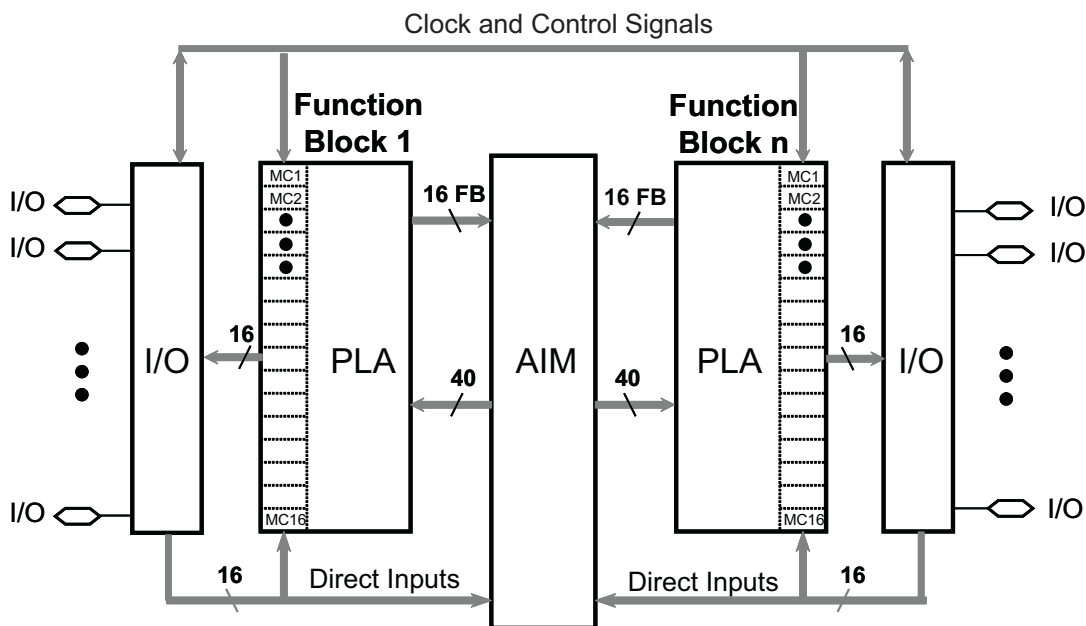 Clock and Control Signals
Function
Block 1
Function
Block n
MC1
MC2
MC16
MC1
MC2
MC16
16 FB
16 FB
I/O
I/O
I/O
I/O
I/O
I/O
16
I/O
PLA
AIM
PLA
16
I/O
40
40
16
Direct Inputs
Direct Inputs
16